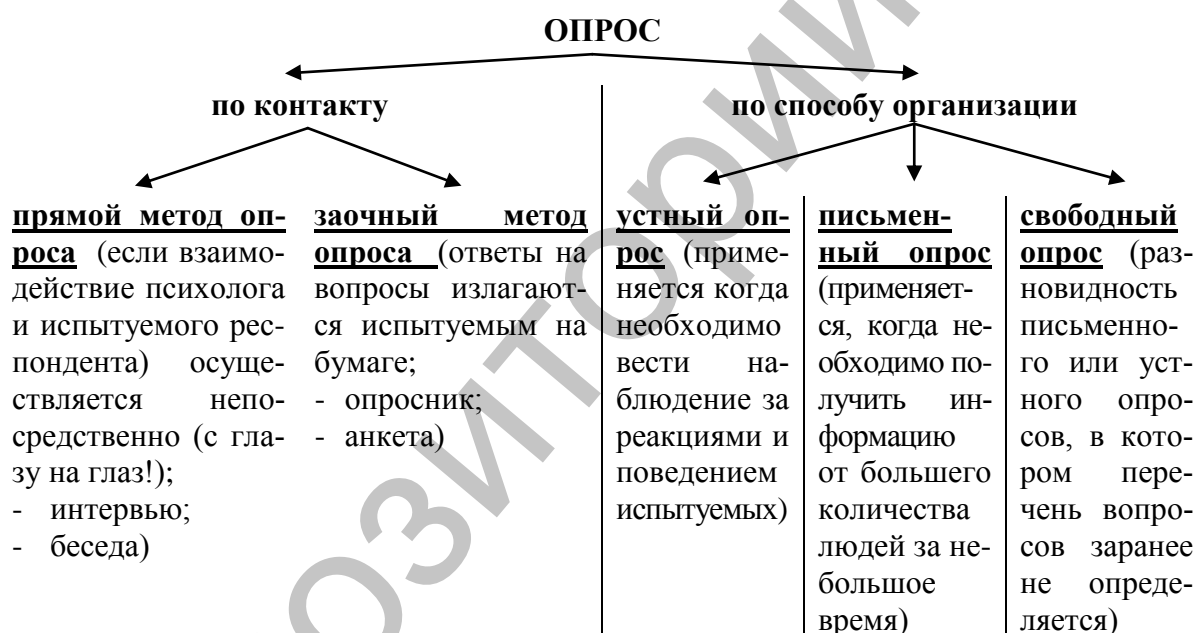 ОПРОС
по контакту
по способу организации
прямой метод оп-
роса (если взаимо-
действие психолога
и испытуемого рес-
пондента) осуще-
ствляется непо-
средственно (с гла-
зу на глаз!);
- интервью;
- беседа)
заочный метод
опроса (ответы на
вопросы излагают-
ся испытуемым на
бумаге;
- опросник;
- анкета)
устный оп-
рос (приме-
няется когда
необходимо
вести на-
блюдение за
реакциями и
поведением
испытуемых)
письмен-
ный опрос
(применяет-
ся, когда не-
обходимо по-
лучить ин-
формацию
от большего
количества
людей за не-
большое
время)
свободный
опрос (раз-
новидность
письменно-
го или уст-
ного опро-
сов, в кото-
ром пере-
чень вопро-
сов заранее
не опреде-
ляется)